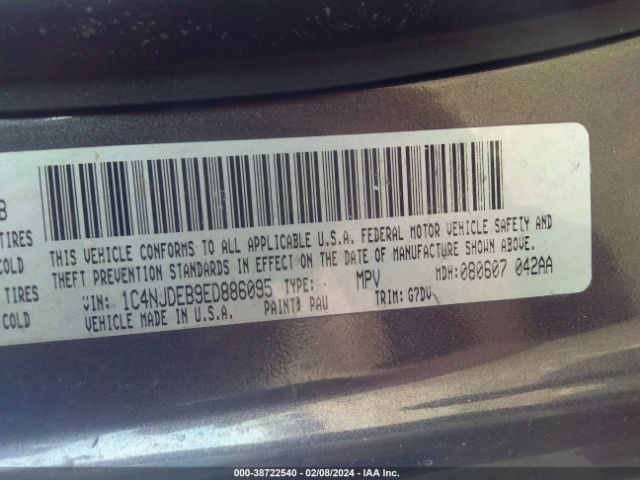 B
TIRES
COLD
TIRES
COLD
THIS VEHICLE CONFORMS TO ALL APPLICABLE U.S.A. FEDERAL MOTOR VEHICLE SAFETY AND
THEFT PREVENTION STANDARDS IN EFFECT ON THE DATE OF MANUFACTURE SHOWN ABOVE.
VIN: 1C4NJDEB9ED886095 TYPE: MPV MDH:080607 042AA
VEHICLE MADE IN U.S.A. PAINT: PAU TRIM: G7DV
000-38722540 - 02/08/2024 - IAA Inc.